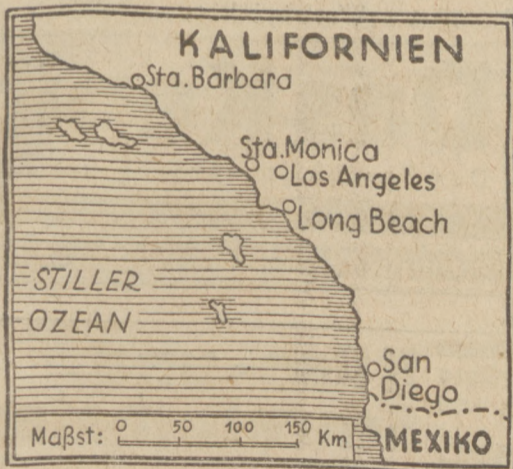 KALIFORNIEN
Sta. Barbara
Sta. Monica
Los Angeles
Long Beach
STILLER
OZEAN
San
Diego
MEXIKO
Maßst: 0 50 100 150 Km